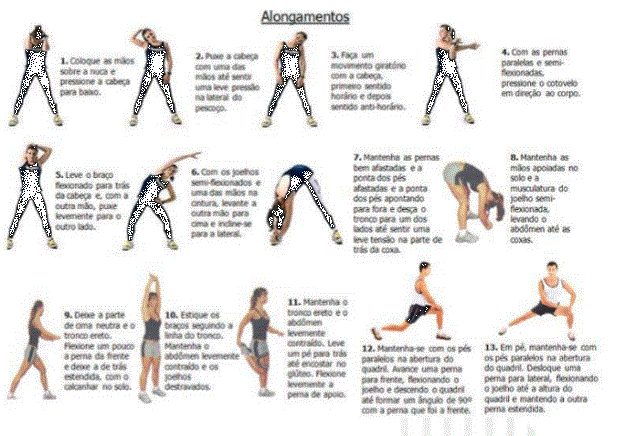 Alongamentos
1. Coloque as mãos
sobre a nuca e
pressione a cabeça
para baixo.
2. Puxe a cabeça
com uma das
mãos até sentir
uma leve pressão
na lateral do
pescoço.
3. Faça um
movimento giratório
com a cabeça,
primeiro sentido
horário e depois
sentido anti-horário.
4. Com as pernas
paralelas e semi-
flexionadas,
pressione o cotovelo
em direção ao corpo.
5. Leve o braço
flexionado para trás
da cabeça e, com a
outra mão, puxe
levemente para o
outro lado.
6. Com os joelhos
semi-flexionados e
uma das mãos na
cintura, levante a
outra mão para
cima e incline-se
para a lateral.
7. Mantenha as pernas
bem afastadas e a
ponta dos pés
afastadas e a ponta
dos pés apontando
para fora e desça o
tronco para um dos
lados até sentir uma
leve tensão na parte de
trás da coxa.
8. Mantenha as
mãos apoiadas no
solo e a
musculatura do
joelho semi-
flexionada,
levando o
abdômen até as
coxas.
9. Deixe a parte
de cima neutra e o
tronco ereto.
Flexione um pouco
a perna da frente
e deixe a de trás
estendida, com o
calcanhar no solo.
10. Estique os
braços seguindo a
linha do tronco.
Mantenha o
abdômen levemente
contraído e os
joelhos
destravados.
11. Mantenha o
tronco ereto e o
abdômen
levemente
contraído. Leve
um pé para trás
até encostar no
glúteo. Flexione
levemente a
perna de apoio.
12. Mantenha-se com os pés
paralelos na abertura do
quadril. Avance uma perna
para frente, flexionando o
joelho e descendo o quadril
até formar um ângulo de 90º
com a perna que foi a frente.
13. Em pé, mantenha-se com
os pés paralelos na abertura
do quadril. Desloque uma
perna para lateral, flexionando
o joelho até a altura do
quadril e mantendo a outra
perna estendida.